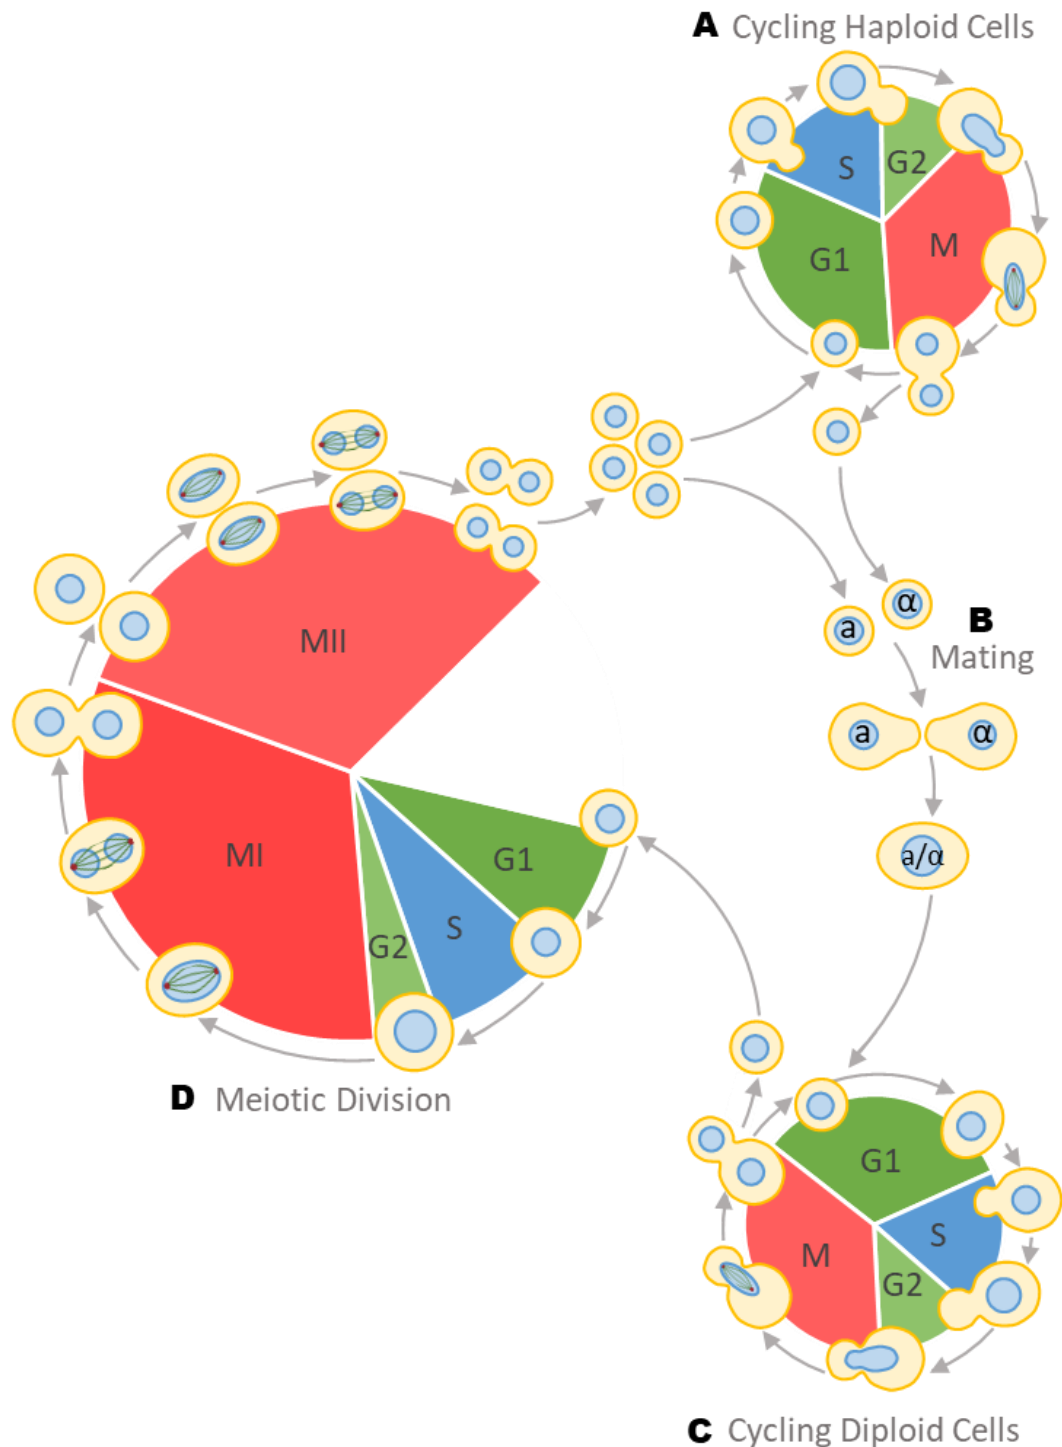 A Cycling Haploid Cells
S
G2
G1
M
B
Mating
a
α
a
α
a/α
MII
MI
G1
S
G2
D Meiotic Division
G1
S
M
G2
C Cycling Diploid Cells